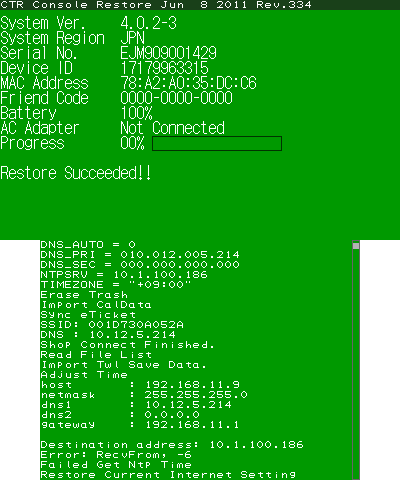 CTR Console Restore Jun  8 2011 Rev.334
System Ver.    4.0.2-3
System Region  JPN
Serial No.     EJM909001429
Device ID      17179963315
MAC Address    78:A2:A0:35:DC:C6
Friend Code    0000-0000-0000
Battery        100%
AC Adapter     Not Connected
Progress       00%
Restore Succeeded!!
DNS_AUTO = 0
DNS_PRI = 010.012.005.214
DNS_SEC = 000.000.000.000
NTPSRV = 10.1.100.186
TIMEZONE = "+09:00"
Erase Trash
Import CalData
Sync eTicket
SSID: 001D730A052A
DNS : 10.12.5.214
Shop Connect Finished.
Read File List
Import Twl Save Data.
Adjust Time
host       : 192.168.11.9
netmask    : 255.255.255.0
dns1       : 10.12.5.214
dns2       : 0.0.0.0
gateway    : 192.168.11.1
Destination address: 10.1.100.186
Error: RecvFrom, -6
Failed Get Ntp Time
Restore Current Internet Setting